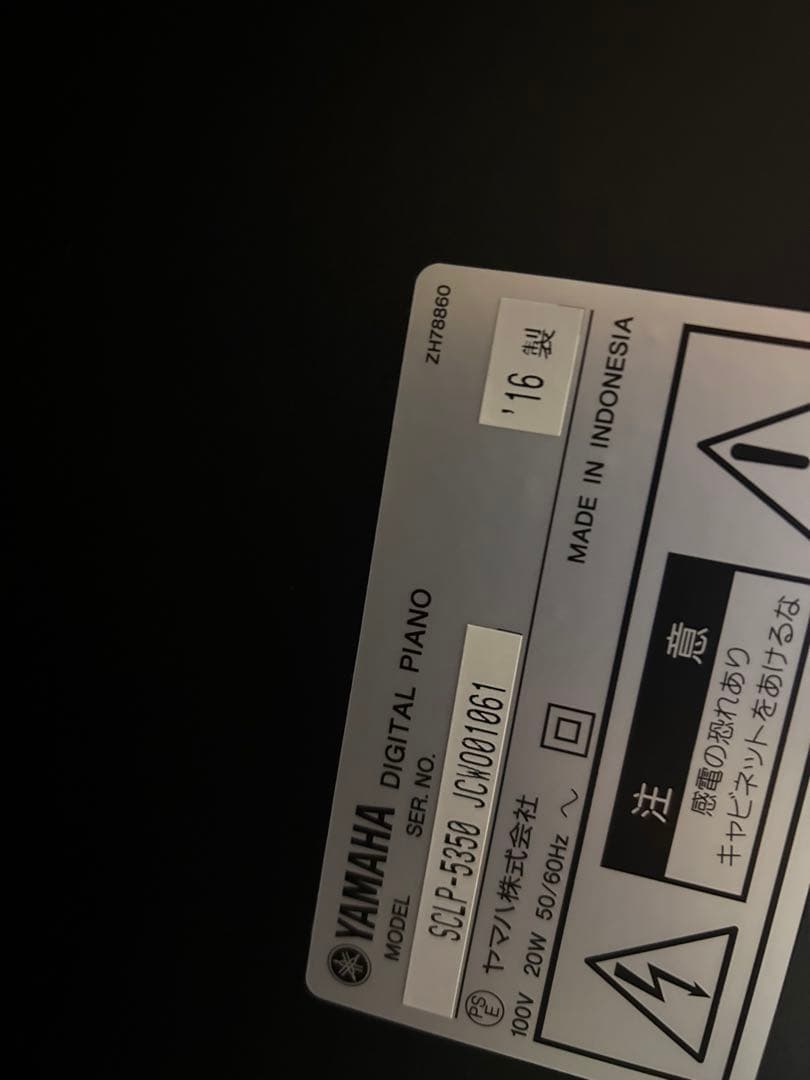 ZH78860
YAMAHA DIGITAL PIANO
MODEL SER. NO.
SCLP-5350 JCWO01061
'16 製
PSE ヤマハ株式会社
100V 20W 50/60Hz ～
MADE IN INDONESIA
注 意
感電の恐れあり
キャビネットをあけるな